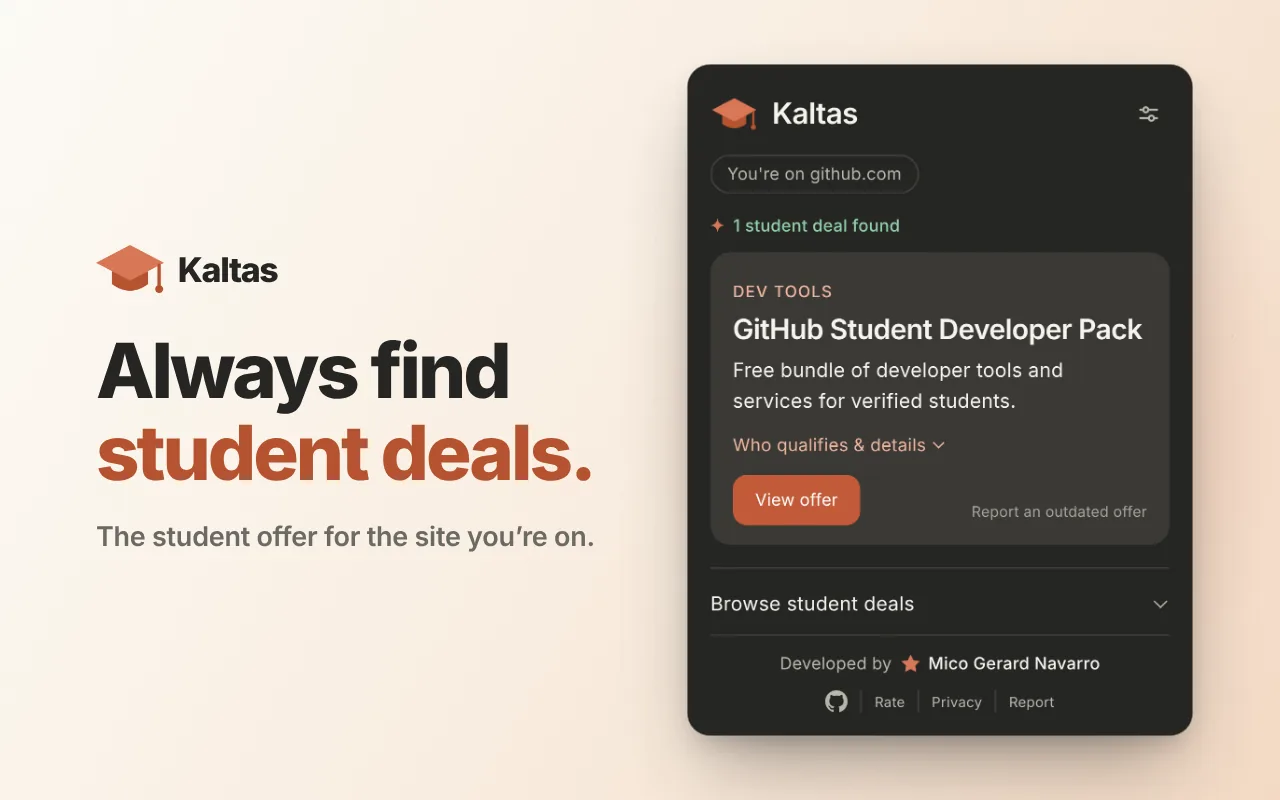 Kaltas
Always find
student deals.
The student offer for the site you’re on.
Kaltas
You're on github.com
1 student deal found
DEV TOOLS
GitHub Student Developer Pack
Free bundle of developer tools and
services for verified students.
Who qualifies & details
View offer
Report an outdated offer
Browse student deals
Developed by Mico Gerard Navarro
Rate Privacy Report